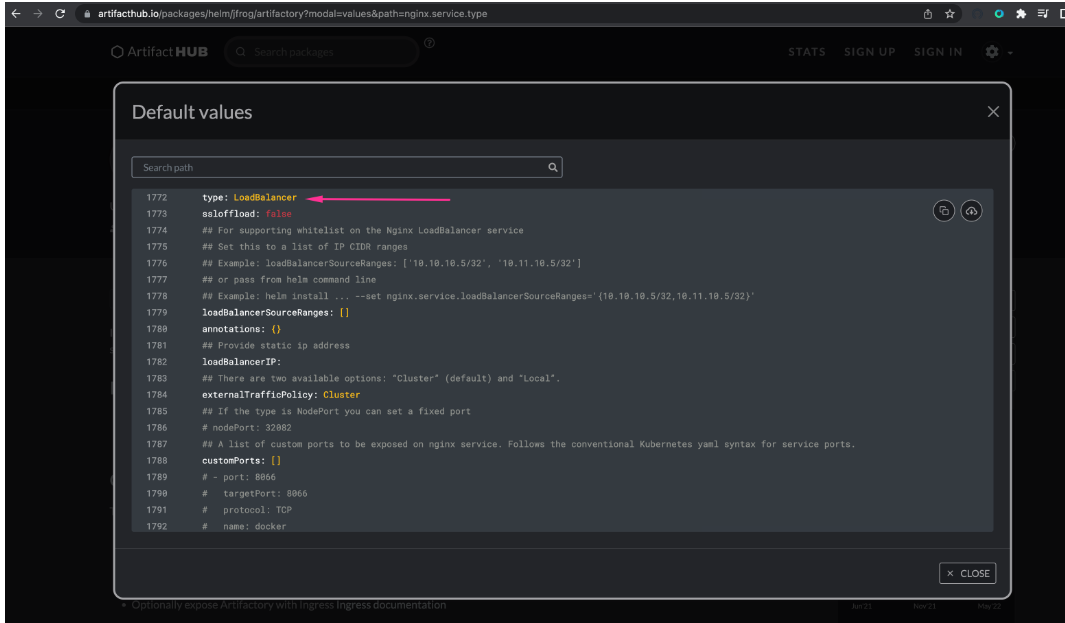 artifacthub.io/packages/helm/jfrog/artifactory?modal=values&path=nginx.service.type
Artifact HUB
Search packages
STATS SIGN UP SIGN IN
Default values
Search path
1772 type: LoadBalancer
1773 ssloffload: false
1774 ## For supporting whitelist on the Nginx LoadBalancer service
1775 ## Set this to a list of IP CIDR ranges
1776 ## Example: loadBalancerSourceRanges: ['10.10.10.5/32', '10.11.10.5/32']
1777 ## or pass from helm command line
1778 ## Example: helm install ... --set nginx.service.loadBalancerSourceRanges='{10.10.10.5/32,10.11.10.5/32}'
1779 loadBalancerSourceRanges: []
1780 annotations: {}
1781 ## Provide static ip address
1782 loadBalancerIP:
1783 ## There are two available options: “Cluster” (default) and “Local”.
1784 externalTrafficPolicy: Cluster
1785 ## If the type is NodePort you can set a fixed port
1786 # nodePort: 32082
1787 ## A list of custom ports to be exposed on nginx service. Follows the conventional Kubernetes yaml syntax for service ports.
1788 customPorts: []
1789 # - port: 8066
1790 # targetPort: 8066
1791 # protocol: TCP
1792 # name: docker
× CLOSE
• Optionally expose Artifactory with Ingress Ingress documentation
Jun'21 Nov'21 May'22